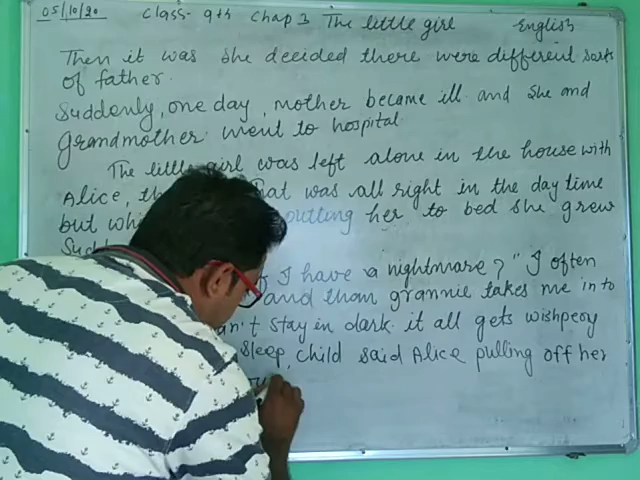 05/10/20 Class- 9th Chap 3 The little girl English
Then it was she decided there were different sorts
of father.
Suddenly, one day, mother became ill and she and
Grandmother went to hospital.
The little girl was left alone in the house with
Alice, that was all right in the day time
but putting her to bed she grew
I have a nightmare? "I often
and than grannie takes me in to
stay in dark it all gets wishpery
sleep, child said Alice pulling off her